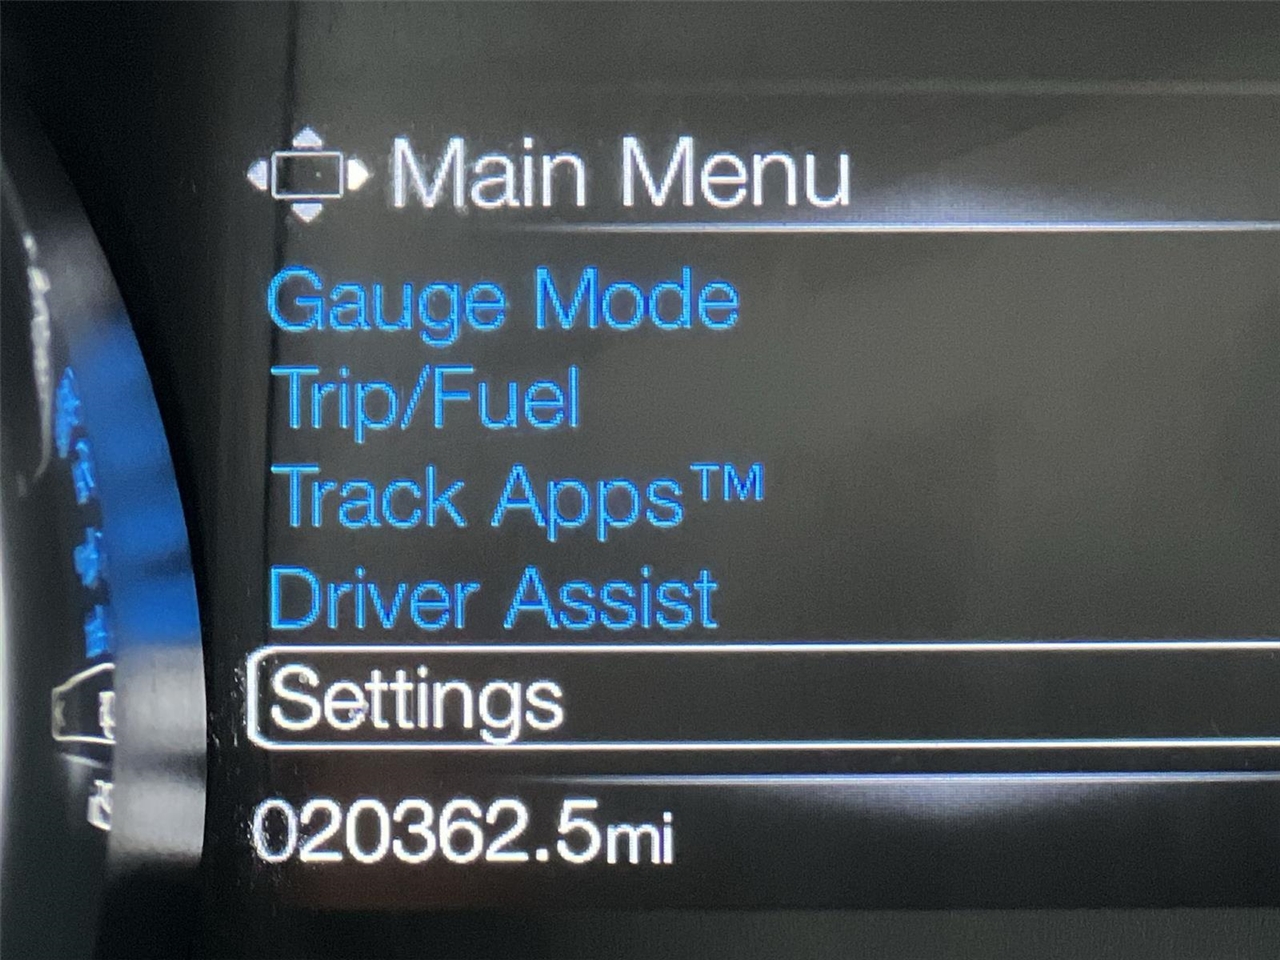 Main Menu
Gauge Mode
Trip/Fuel
Track Apps™
Driver Assist
Settings
020362.5mi